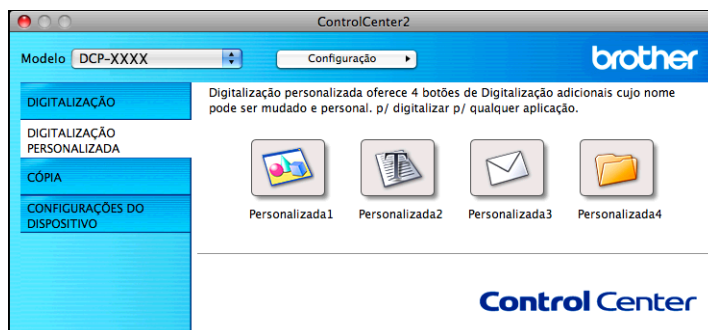 ControlCenter2
Modelo DCP-XXXX Configuração brother
DIGITALIZAÇÃO
DIGITALIZAÇÃO
PERSONALIZADA
CÓPIA
CONFIGURAÇÕES DO
DISPOSITIVO
Digitalização personalizada oferece 4 botões de Digitalização adicionais cujo nome
pode ser mudado e personal. p/ digitalizar p/ qualquer aplicação.
Personalizada1 Personalizada2 Personalizada3 Personalizada4
Control Center